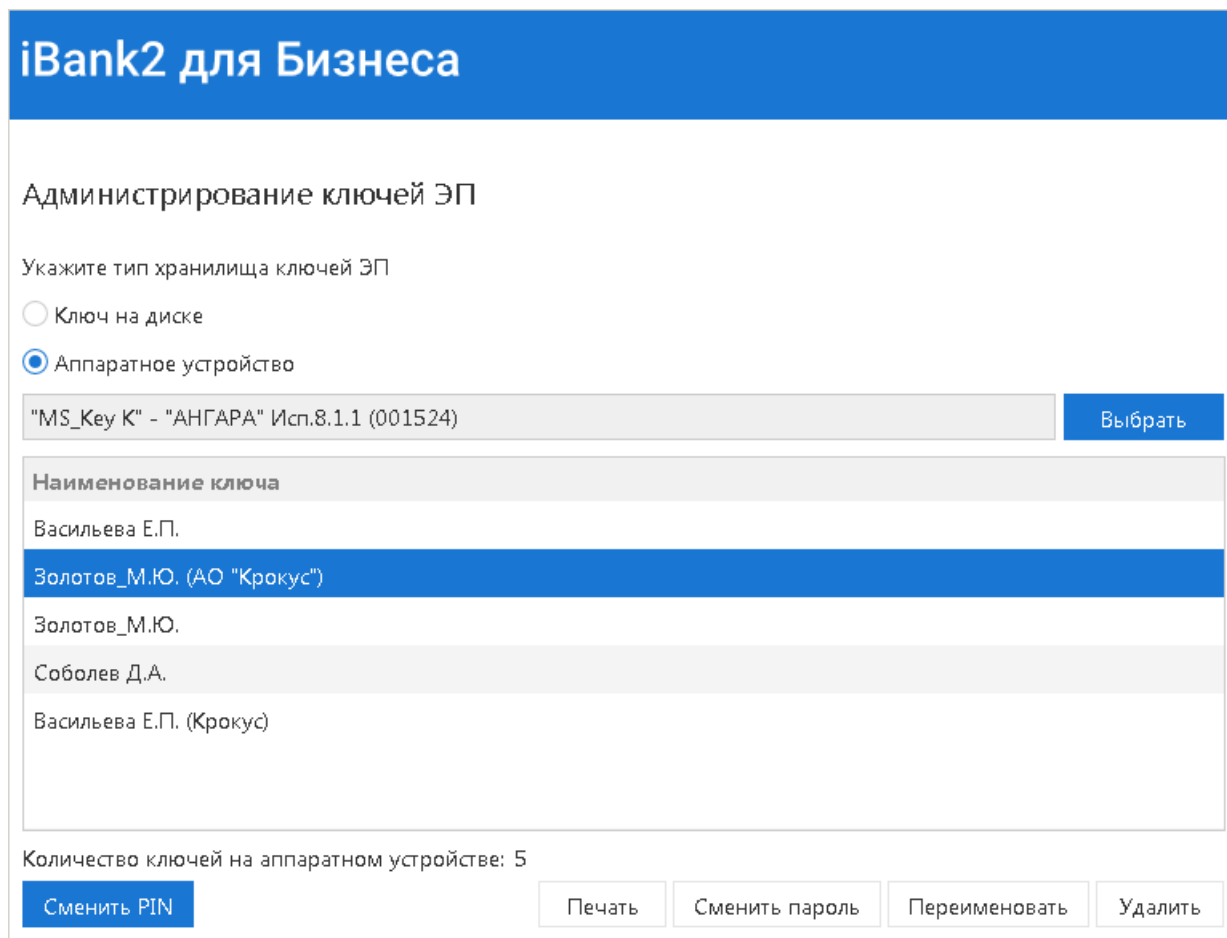 iBank2 для Бизнеса
Администрирование ключей ЭП
Укажите тип хранилища ключей ЭП
Ключ на диске
Аппаратное устройство
"MS_Key K" - "АНГАРА" Исп.8.1.1 (001524) Выбрать
Наименование ключа
Васильева Е.П.
Золотов_М.Ю. (АО "Крокус")
Золотов_М.Ю.
Соболев Д.А.
Васильева Е.П. (Крокус)
Количество ключей на аппаратном устройстве: 5
Сменить PIN Печать Сменить пароль Переименовать Удалить